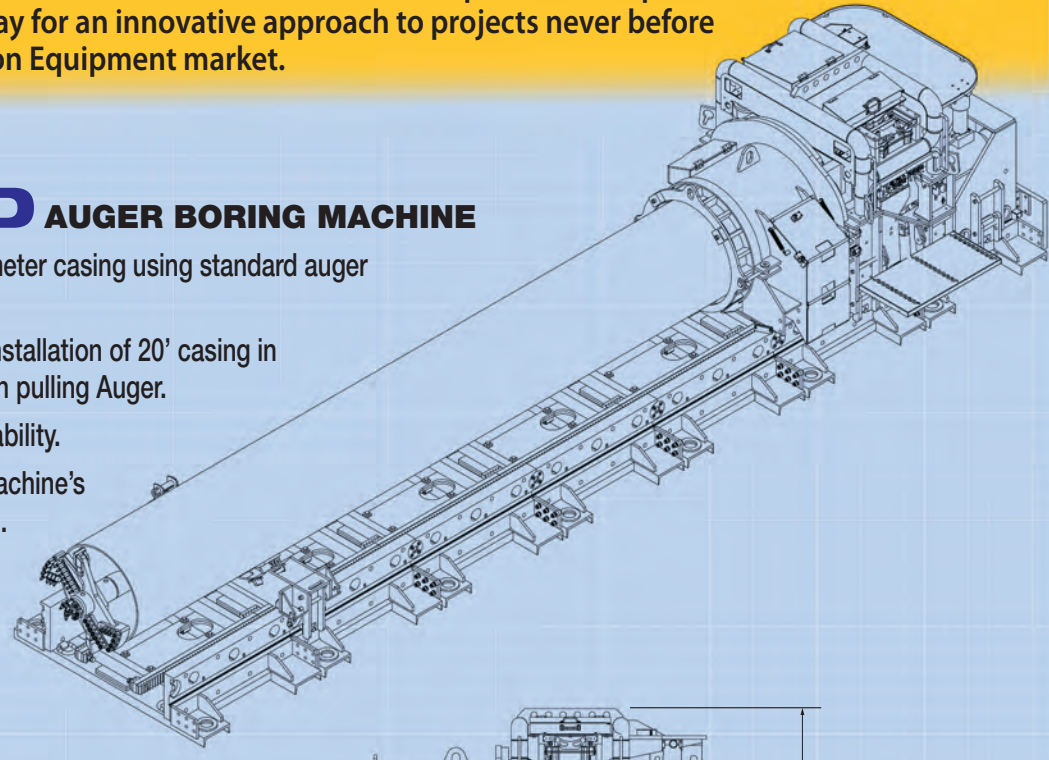 ay for an innovative approach to projects never before
on Equipment market.
D AUGER BORING MACHINE
meter casing using standard auger
nstallation of 20’ casing in
n pulling Auger.
ability.
achine’s
.